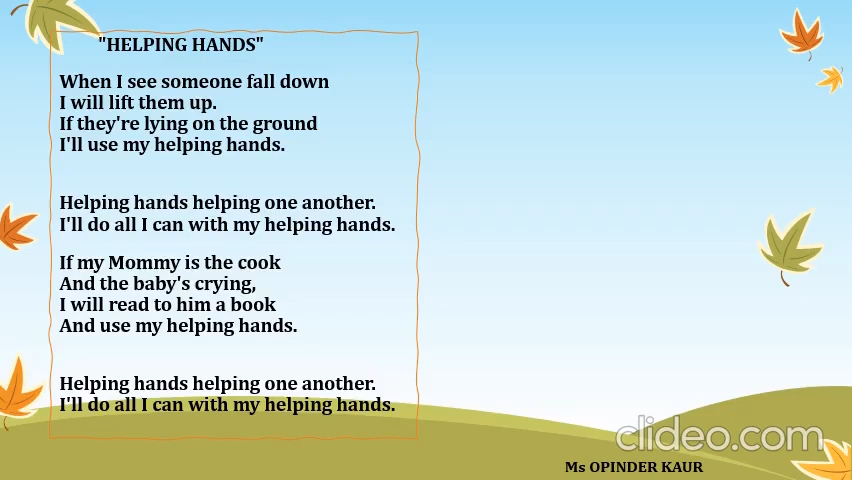 "HELPING HANDS"
When I see someone fall down
I will lift them up.
If they're lying on the ground
I'll use my helping hands.
Helping hands helping one another.
I'll do all I can with my helping hands.
If my Mommy is the cook
And the baby's crying,
I will read to him a book
And use my helping hands.
Helping hands helping one another.
I'll do all I can with my helping hands.
clideo.com
Ms OPINDER KAUR